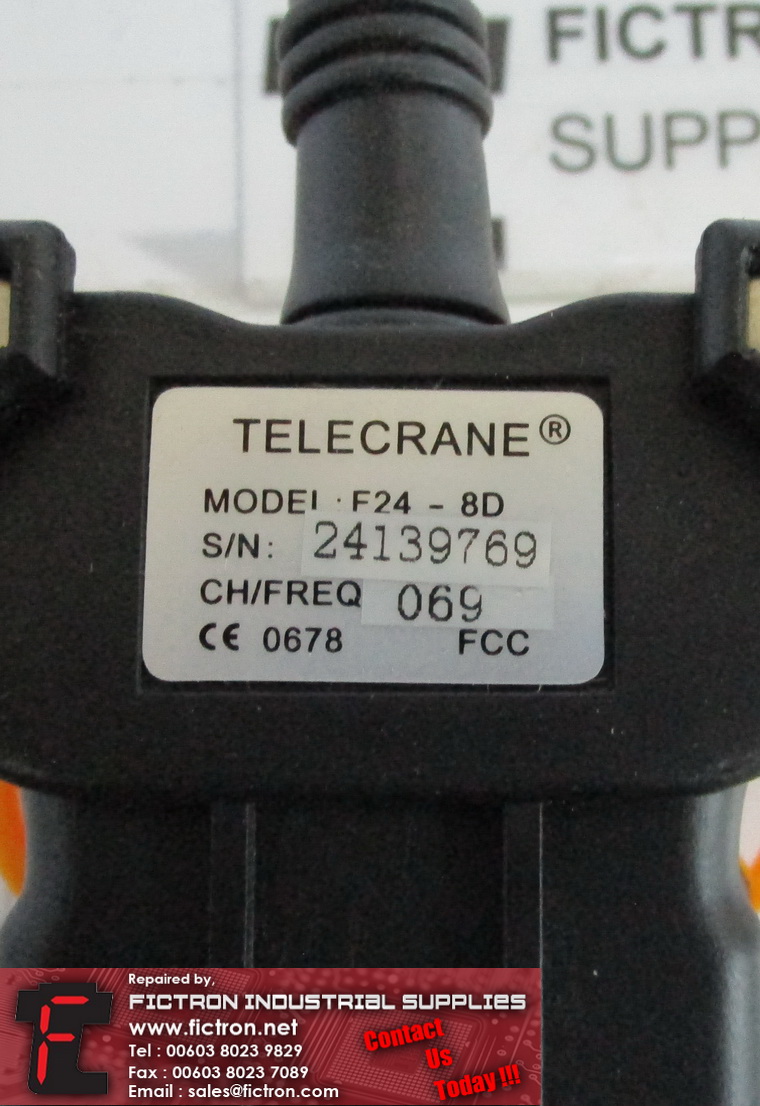 FICTR
SUPP
TELECRANE®
MODEL: F24 - 8D
S/N: 24139769
CH/FREQ 069
CE 0678 FCC
Repaired by,
FICTRON INDUSTRIAL SUPPLIES
www.fictron.net
Tel : 00603 8023 9829
Fax : 00603 8023 7089
Email : sales@fictron.com
Contact
Us
Today !!!